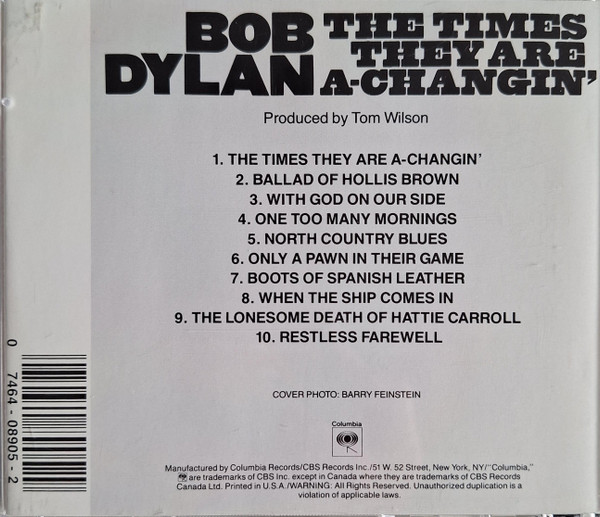 BOB
DYLAN
THE TIMES
THEY ARE
A-CHANGIN'
Produced by Tom Wilson
1. THE TIMES THEY ARE A-CHANGIN'
2. BALLAD OF HOLLIS BROWN
3. WITH GOD ON OUR SIDE
4. ONE TOO MANY MORNINGS
5. NORTH COUNTRY BLUES
6. ONLY A PAWN IN THEIR GAME
7. BOOTS OF SPANISH LEATHER
8. WHEN THE SHIP COMES IN
9. THE LONESOME DEATH OF HATTIE CARROLL
10. RESTLESS FAREWELL
0 7464-08905-2
COVER PHOTO: BARRY FEINSTEIN
Columbia
Manufactured by Columbia Records/CBS Records Inc./51 W. 52 Street, New York, NY/"Columbia,"
are trademarks of CBS Inc. except in Canada where they are trademarks of CBS Records
Canada Ltd. Printed in U.S.A./WARNING: All Rights Reserved. Unauthorized duplication is a
violation of applicable laws.